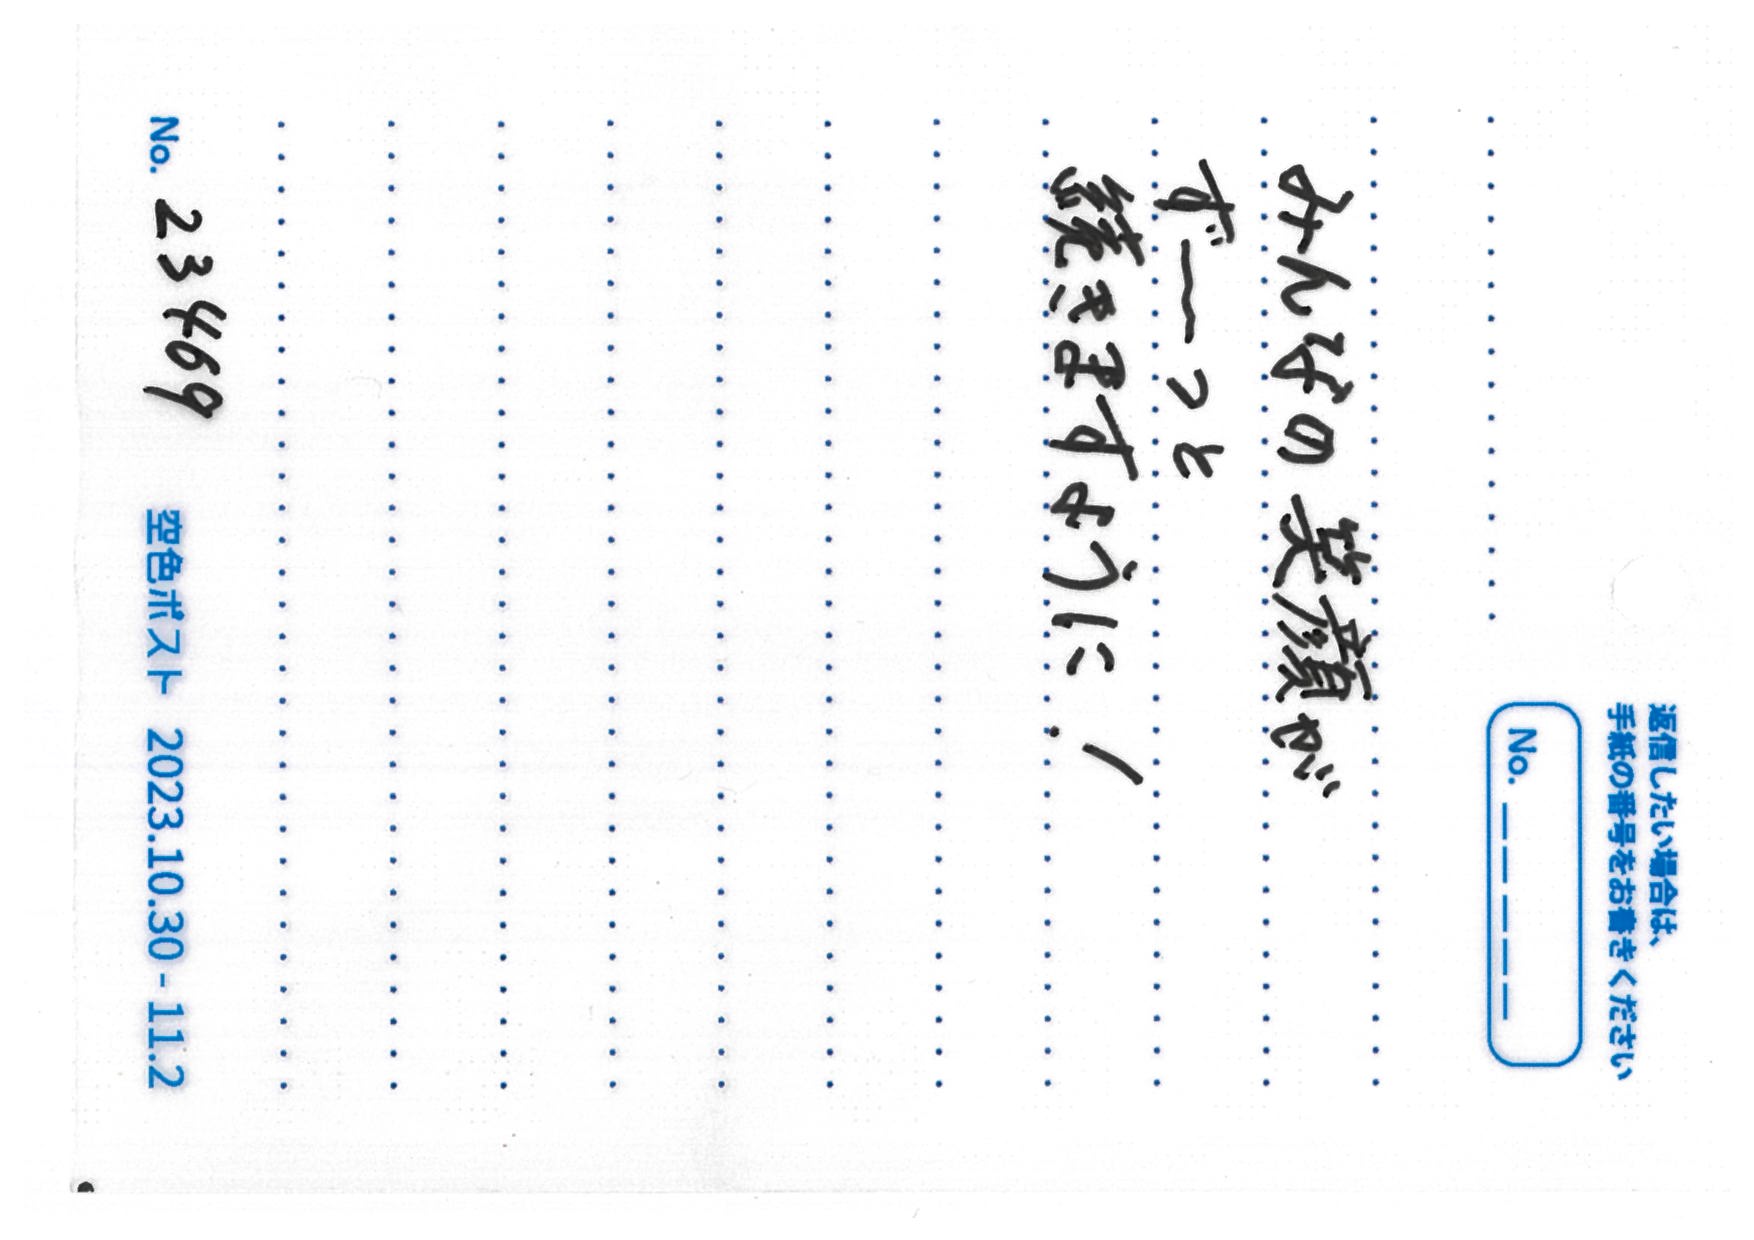 返信したい場合は、
手紙の番号をお書きください
No. _ _ _ _ _
みんなの笑顔が
ず〜っと
続きますように!
No. 23469
空色ポスト 2023.10.30 - 11.2